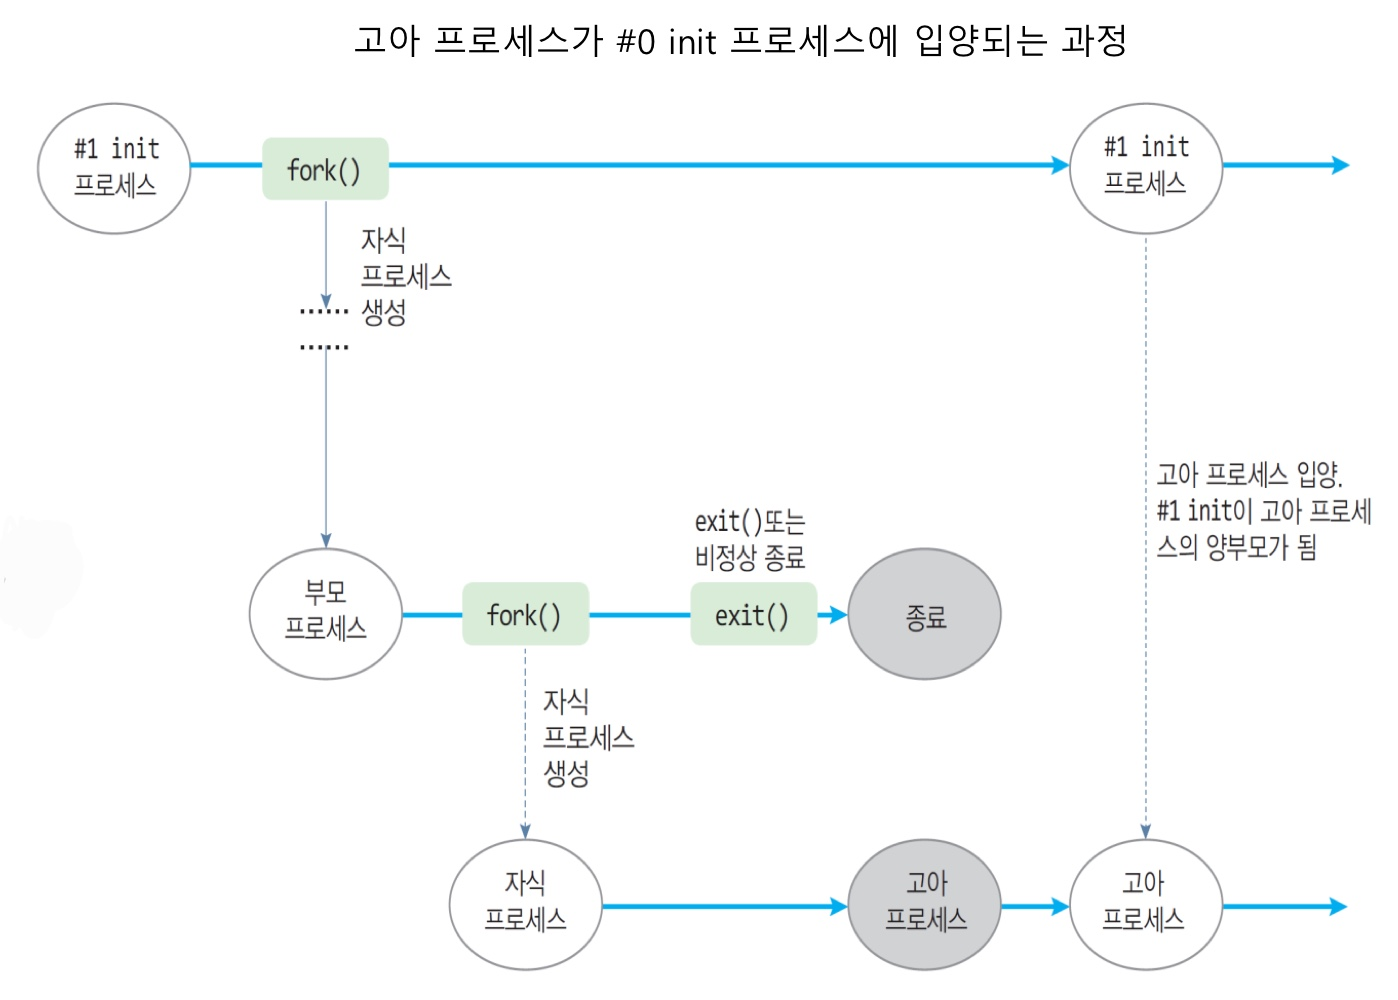 고아 프로세스가 #0 init 프로세스에 입양되는 과정
#1 init
프로세스
fork()
#1 init
프로세스
자식
프로세스
생성
······
······
고아 프로세스 입양.
#1 init이 고아 프로세
스의 양부모가 됨
exit()또는
비정상 종료
부모
프로세스
fork()
exit()
종료
자식
프로세스
생성
자식
프로세스
고아
프로세스
고아
프로세스